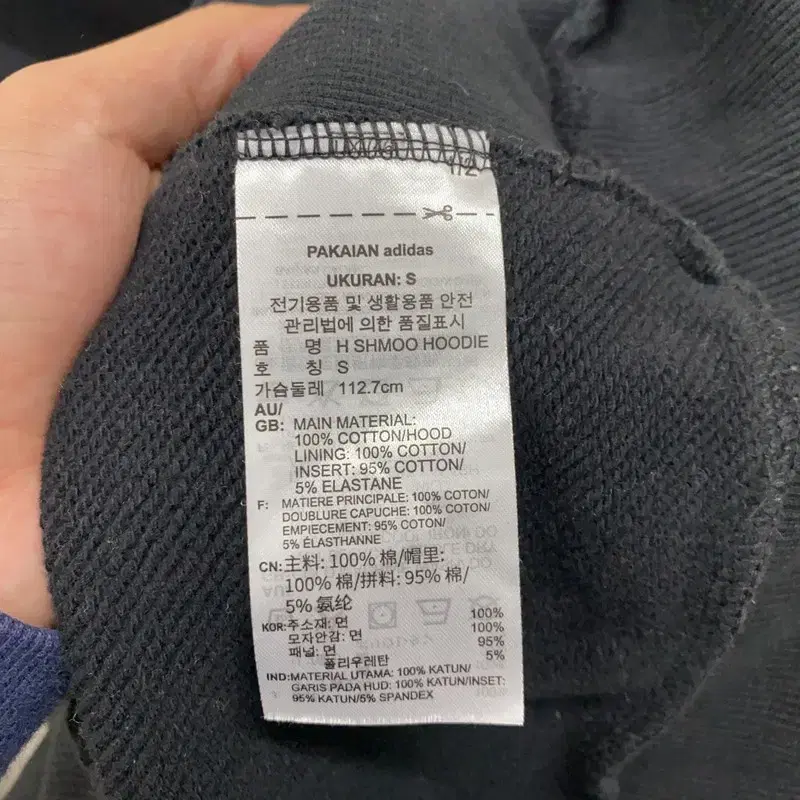 1/2
PAKAIAN adidas
UKURAN: S
전기용품 및 생활용품 안전
관리법에 의한 품질표시
품 명 H SHMOO HOODIE
호 칭 S
가슴둘레 112.7cm
AU/
GB: MAIN MATERIAL:
100% COTTON/HOOD
LINING: 100% COTTON/
INSERT: 95% COTTON/
5% ELASTANE
F: MATIERE PRINCIPALE: 100% COTON/
DOUBLURE CAPUCHE: 100% COTON/
EMPIECEMENT: 95% COTON/
5% ÉLASTHANNE
CN: 主料: 100% 棉/帽里:
100% 棉/拼料: 95% 棉/
5% 氨纶
KOR: 주소재: 면 100%
모자안감: 면 100%
패널: 면 95%
폴리우레탄 5%
IND: MATERIAL UTAMA: 100% KATUN/
GARIS PADA HUD: 100% KATUN/INSET:
95% KATUN/5% SPANDEX